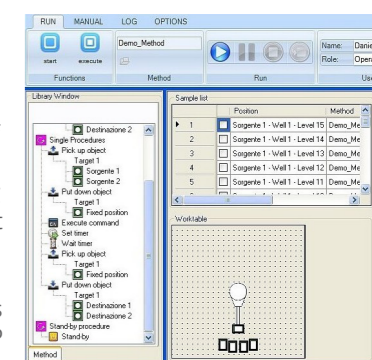 RUN MANUAL LOG OPTIONS
start execute
Functions
Demo_Method
Method
Run
Name: Danie
Role: Opera
Use
Library Window
Destinazione 2
Single Procedures
Pick up object
Target 1
Sorgente 1
Sorgente 2
Put down object
Target 1
Fixed position
Execute command
Set timer
Wait timer
Pick up object
Target 1
Fixed position
Put down object
Target 1
Destinazione 1
Destinazione 2
Stand-by procedure
Stand-by
Method
Sample list
Position Method
1 Sorgente 1 - Well 1 - Level 15 Demo_Me
2 Sorgente 1 - Well 1 - Level 14 Demo_Me
3 Sorgente 1 - Well 1 - Level 13 Demo_Me
4 Sorgente 1 - Well 1 - Level 12 Demo_Me
5 Sorgente 1 - Well 1 - Level 11 Demo_Me
Worktable